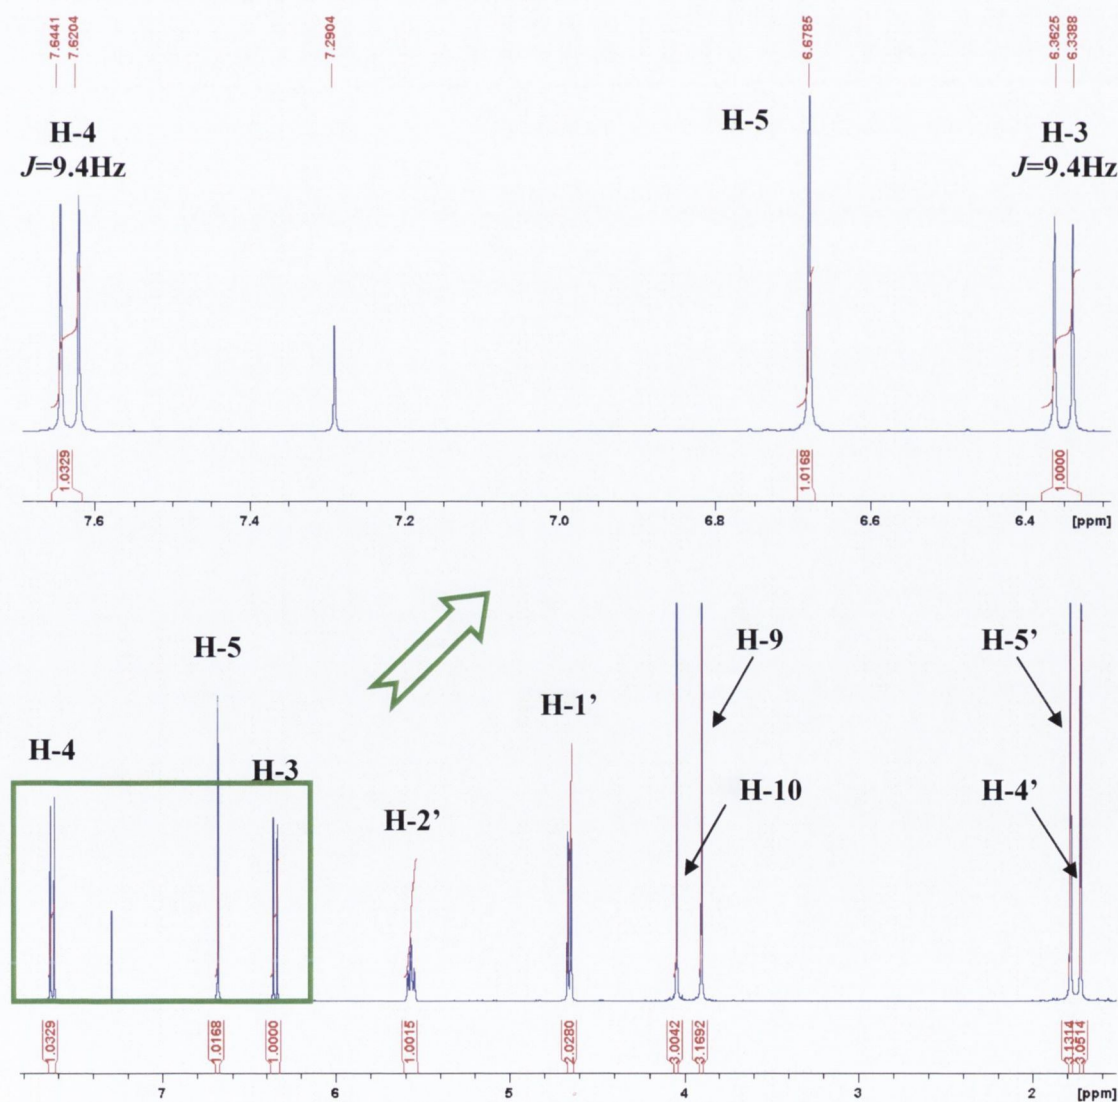 7.6441
7.6204
7.2904
6.6785
6.3625
6.3388
H-4
J=9.4Hz
H-5
H-3
J=9.4Hz
1.0329
1.0168
1.0000
7.6 7.4 7.2 7.0 6.8 6.6 6.4 [ppm]
H-4
H-5
H-3
H-2’
H-1’
H-9
H-10
H-5’
H-4’
1.0329
1.0168
1.0000
1.0015
2.0280
3.0042
3.1692
3.1314
3.0514
7 6 5 4 3 2 [ppm]